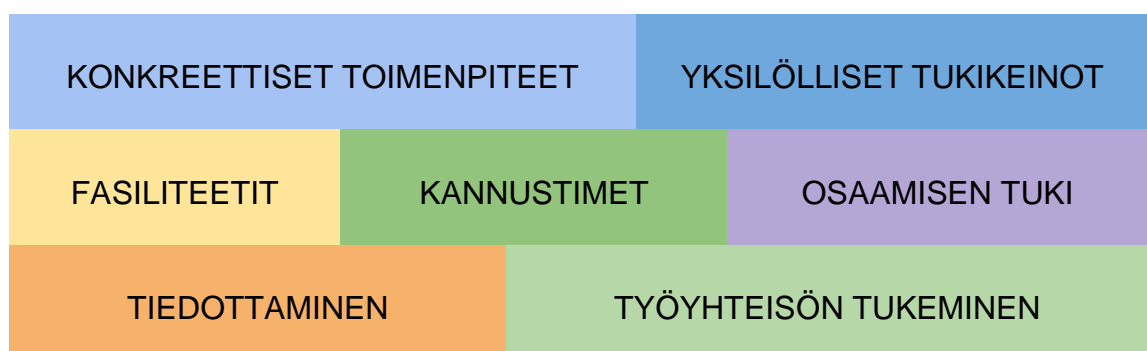 KONKREETTISET TOIMENPITEET
YKSILÖLLISET TUKIKEINOT
FASILITEETIT
KANNUSTIMET
OSAAMISEN TUKI
TIEDOTTAMINEN
TYÖYHTEISÖN TUKEMINEN